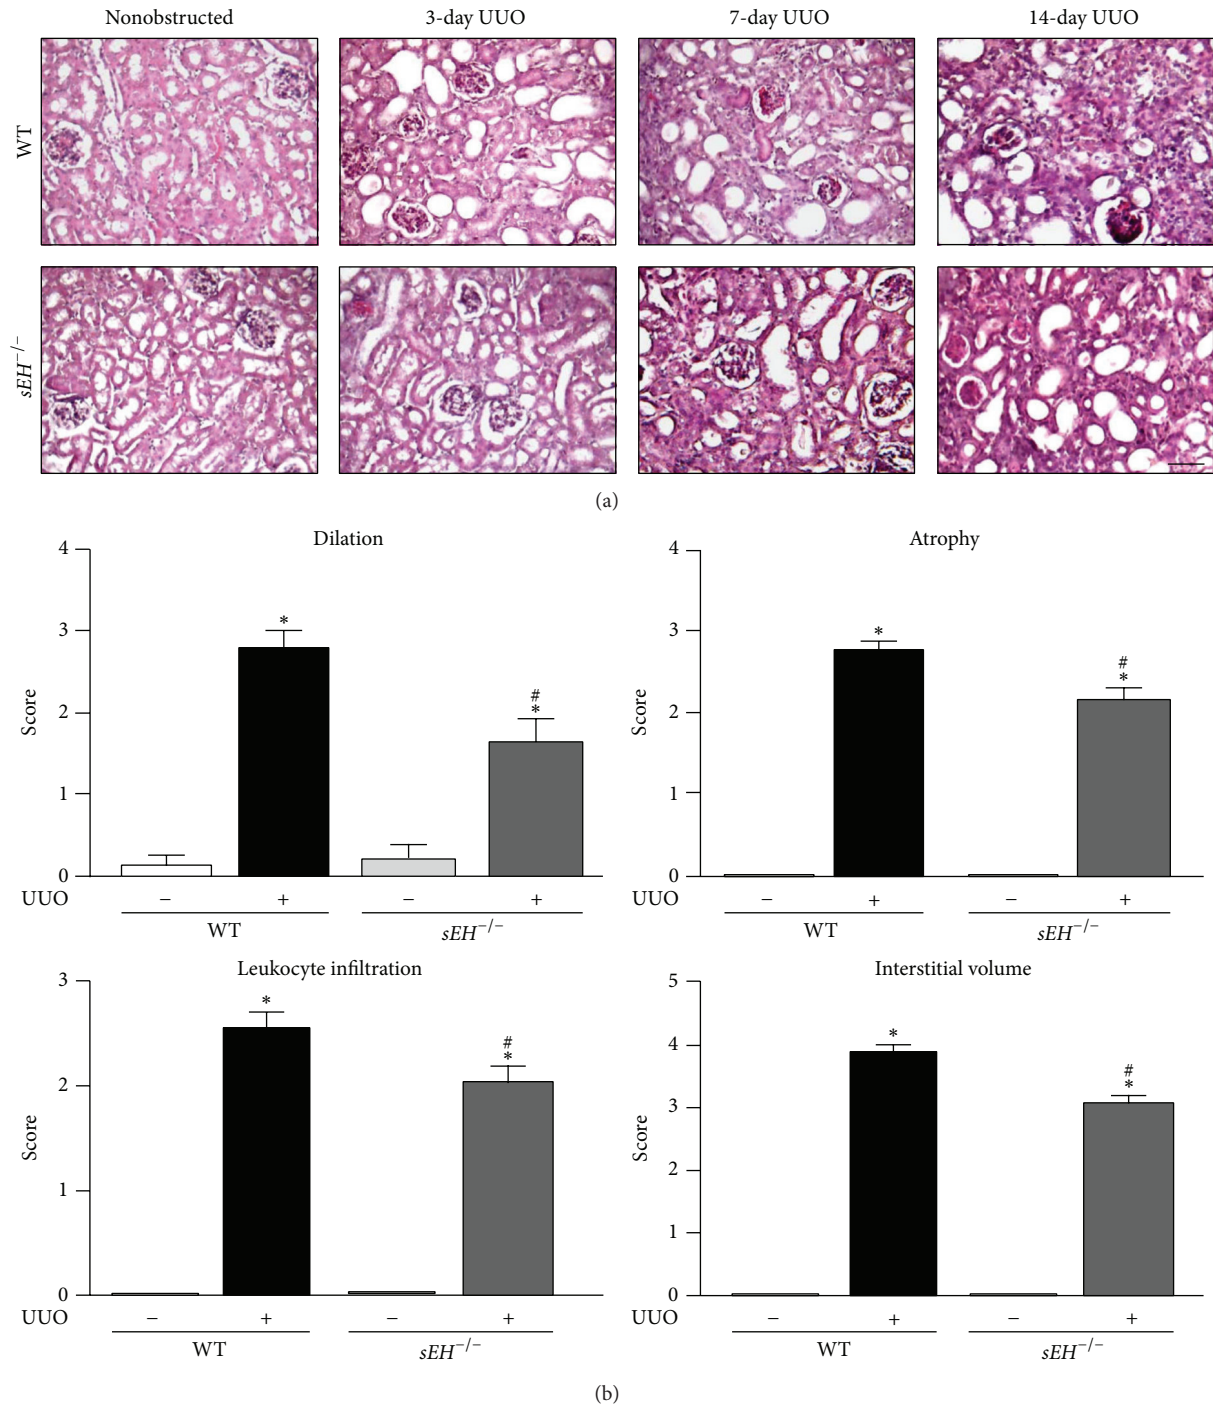 Nonobstructed 3-day UUO 7-day UUO 14-day UUO
WT
sEH−/−
(a)
Dilation
4
3
2
1
0
Score
*
#
*
UUO − + − +
WT sEH−/−
Atrophy
4
3
2
1
0
Score
*
#
*
− + − +
WT sEH−/−
Leukocyte infiltration
3
2
1
0
Score
*
#
*
UUO − + − +
WT sEH−/−
Interstitial volume
5
4
3
2
1
0
Score
*
#
*
UUO − + − +
WT sEH−/−
(b)